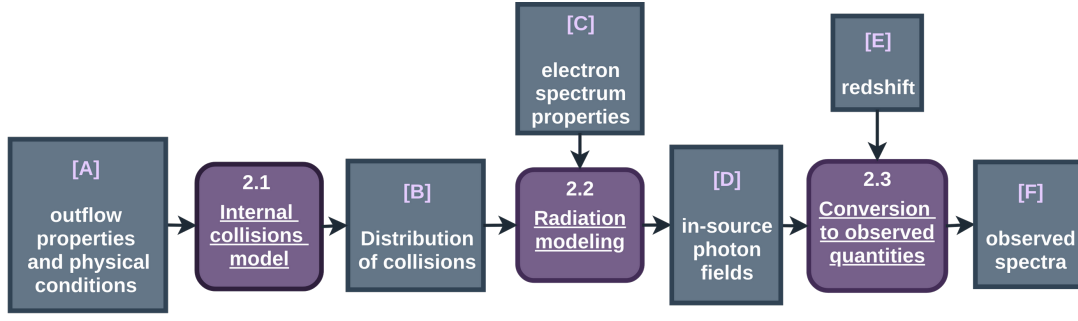 [A]
outflow
properties
and physical
conditions
2.1
Internal
collisions
model
[B]
Distribution
of collisions
[C]
electron
spectrum
properties
2.2
Radiation
modeling
[D]
in-source
photon
fields
[E]
redshift
2.3
Conversion
to observed
quantities
[F]
observed
spectra